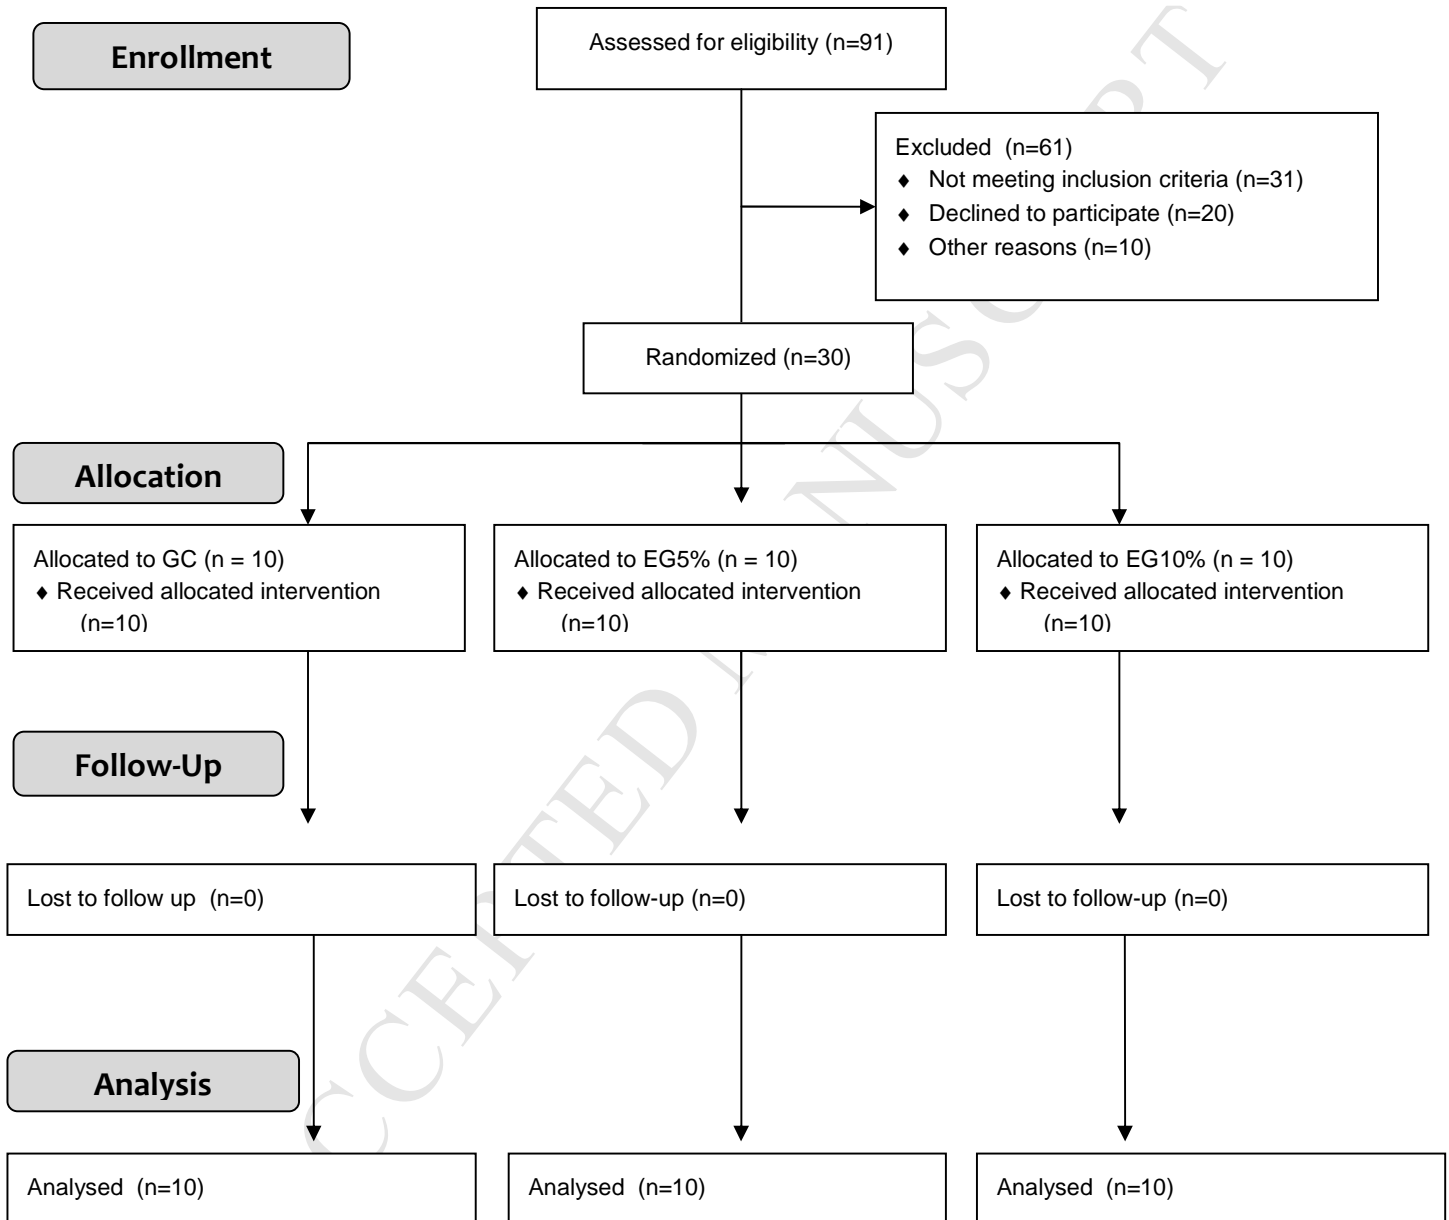 Enrollment
Assessed for eligibility (n=91)
Excluded (n=61)
♦ Not meeting inclusion criteria (n=31)
♦ Declined to participate (n=20)
♦ Other reasons (n=10)
Randomized (n=30)
Allocation
Allocated to GC (n = 10)
♦ Received allocated intervention
(n=10)
Allocated to EG5% (n = 10)
♦ Received allocated intervention
(n=10)
Allocated to EG10% (n = 10)
♦ Received allocated intervention
(n=10)
Follow-Up
Lost to follow up (n=0)
Lost to follow-up (n=0)
Lost to follow-up (n=0)
Analysis
Analysed (n=10)
Analysed (n=10)
Analysed (n=10)